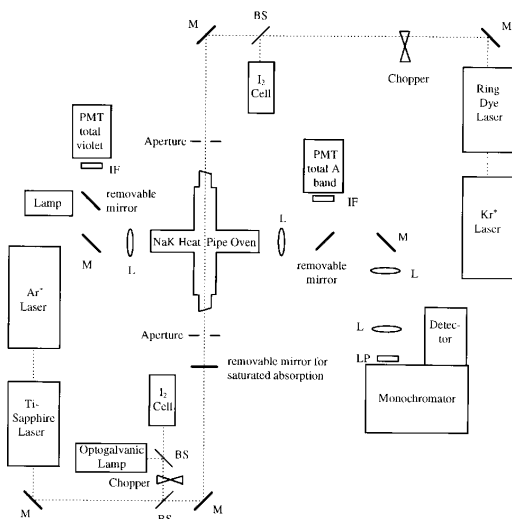 M
BS
M
I₂
Cell
Chopper
Ring
Dye
Laser
PMT
total
violet
Aperture
PMT
total A
band
IF
IF
Lamp
removable
mirror
NaK Heat Pipe Oven
M
L
L
removable
mirror
M
L
Kr⁺
Laser
Ar⁺
Laser
Aperture
L
Detec-
tor
removable mirror for
saturated absorption
LP
Monochromator
Ti-
Sapphire
Laser
I₂
Cell
Optogalvanic
Lamp
BS
Chopper
M
BS
M